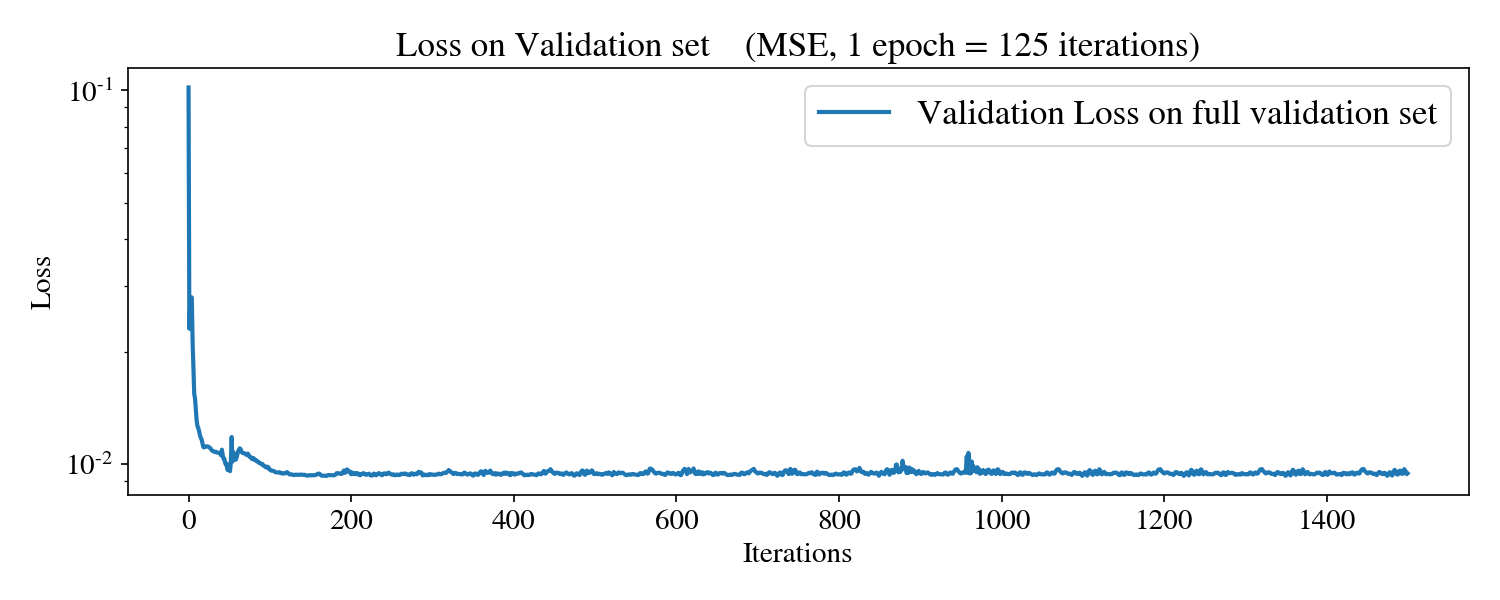 Loss on Validation set    (MSE, 1 epoch = 125 iterations)
Validation Loss on full validation set
10⁻¹
10⁻²
Loss
0 200 400 600 800 1000 1200 1400
Iterations